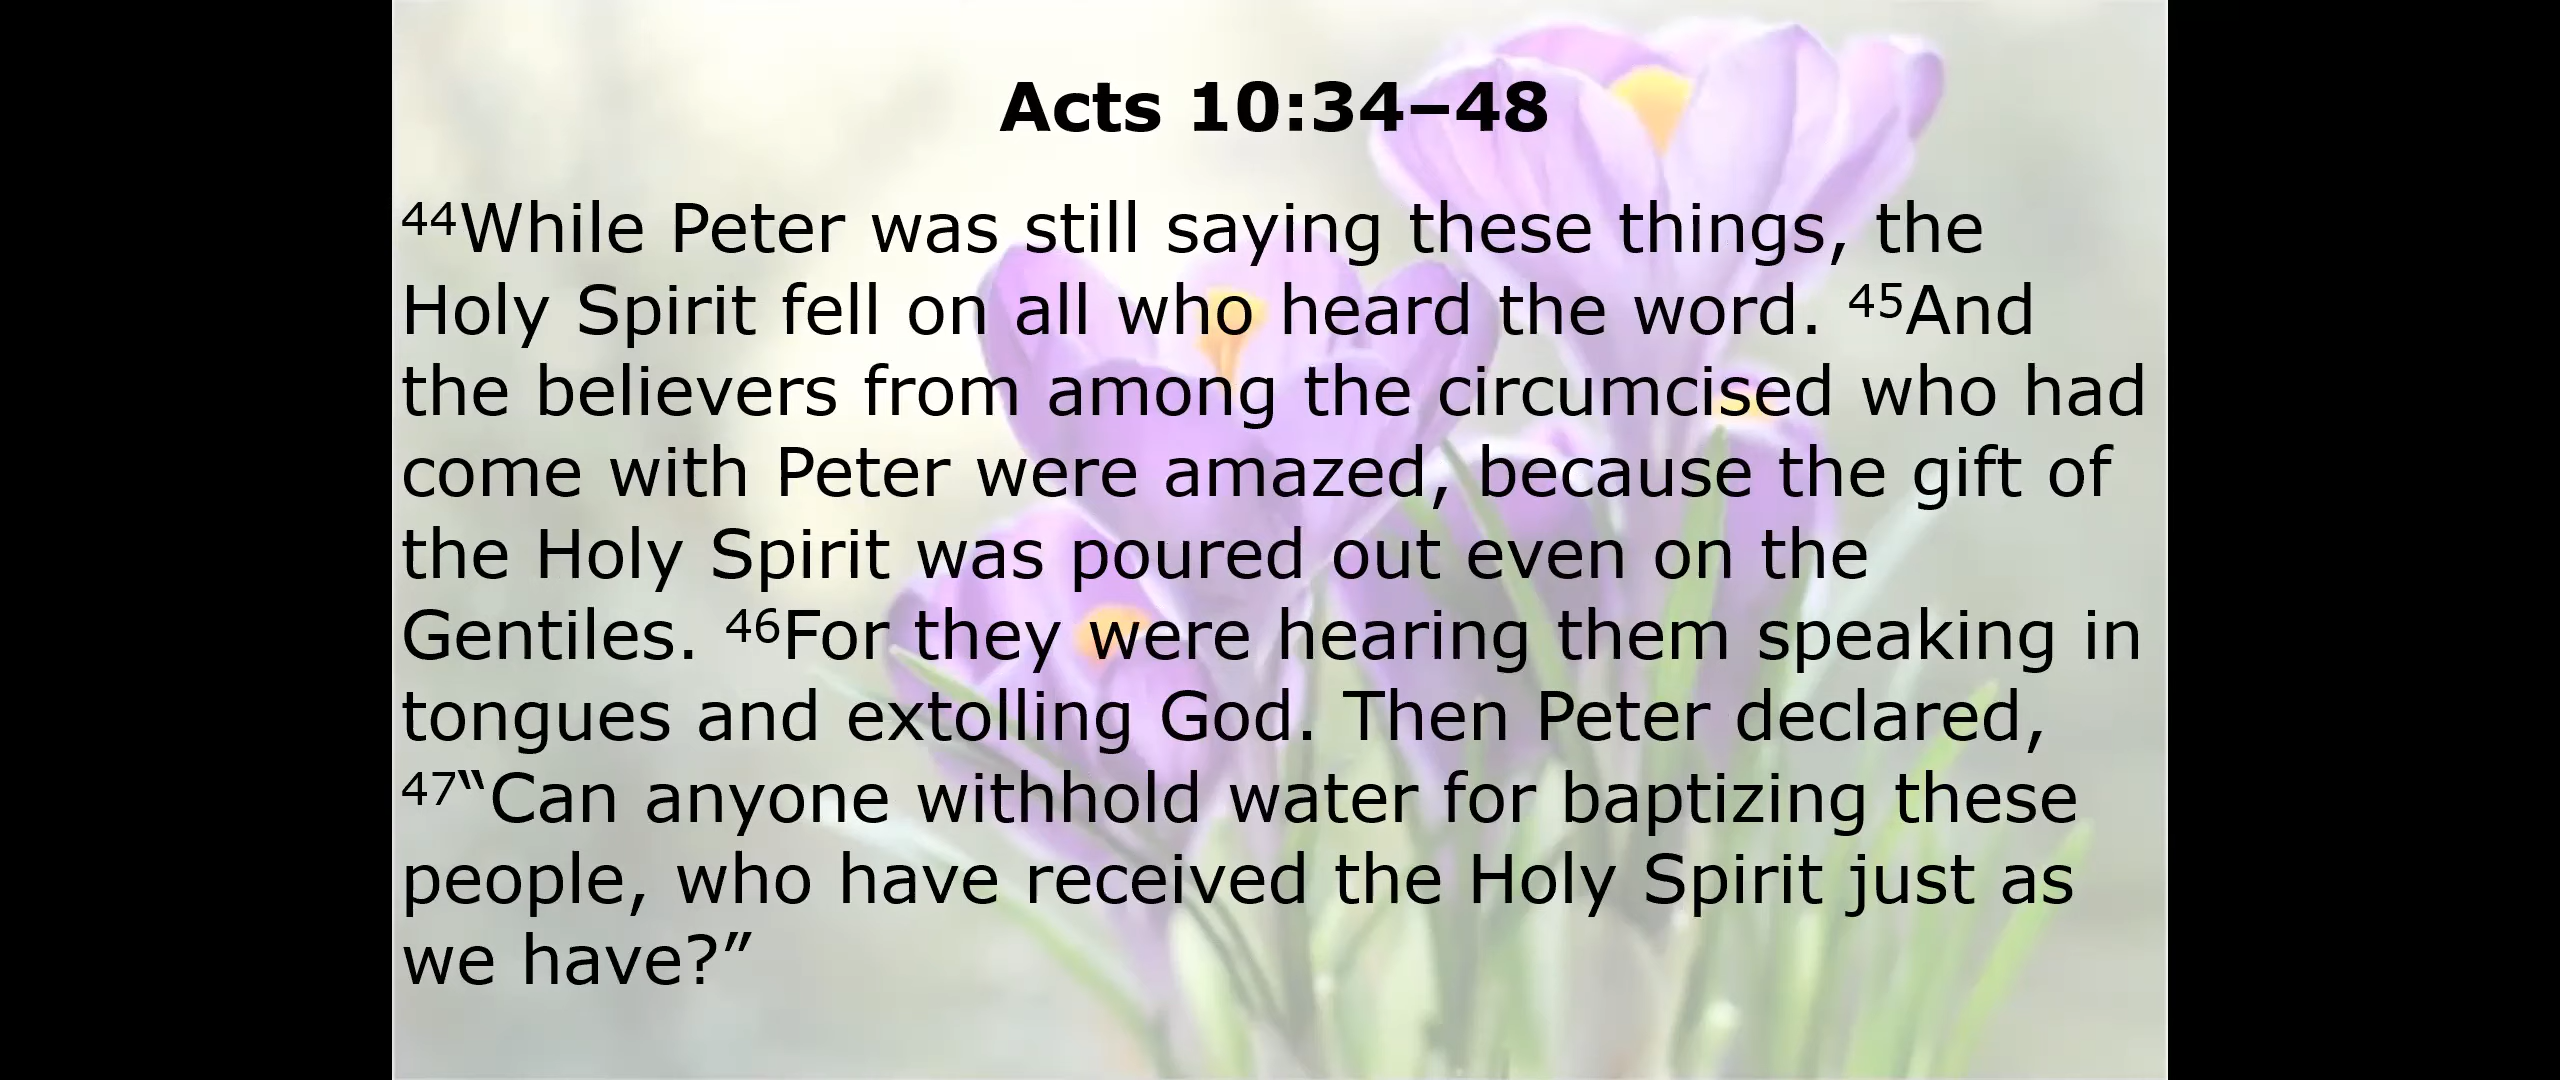 Acts 10:34–48
⁴⁴While Peter was still saying these things, the
Holy Spirit fell on all who heard the word. ⁴⁵And
the believers from among the circumcised who had
come with Peter were amazed, because the gift of
the Holy Spirit was poured out even on the
Gentiles. ⁴⁶For they were hearing them speaking in
tongues and extolling God. Then Peter declared,
⁴⁷“Can anyone withhold water for baptizing these
people, who have received the Holy Spirit just as
we have?”